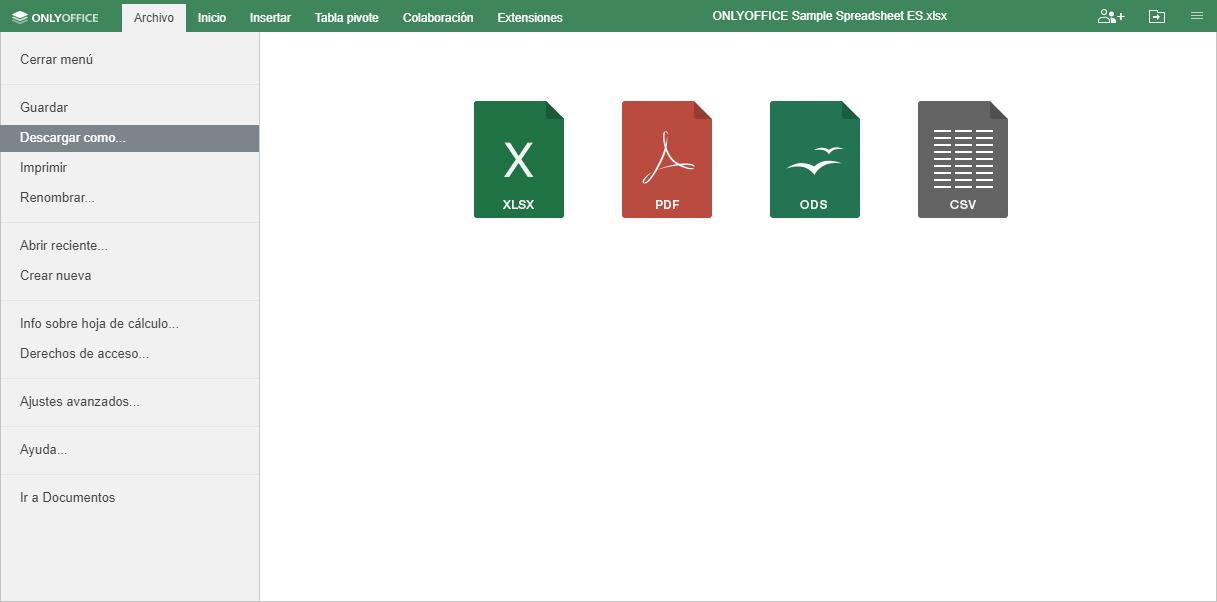 ONLYOFFICE
Archivo Inicio Insertar Tabla pivote Colaboración Extensiones ONLYOFFICE Sample Spreadsheet ES.xlsx
Cerrar menú
Guardar
Descargar como...
Imprimir
Renombrar...
Abrir reciente...
Crear nueva
Info sobre hoja de cálculo...
Derechos de acceso...
Ajustes avanzados...
Ayuda...
Ir a Documentos
X
XLSX PDF ODS CSV